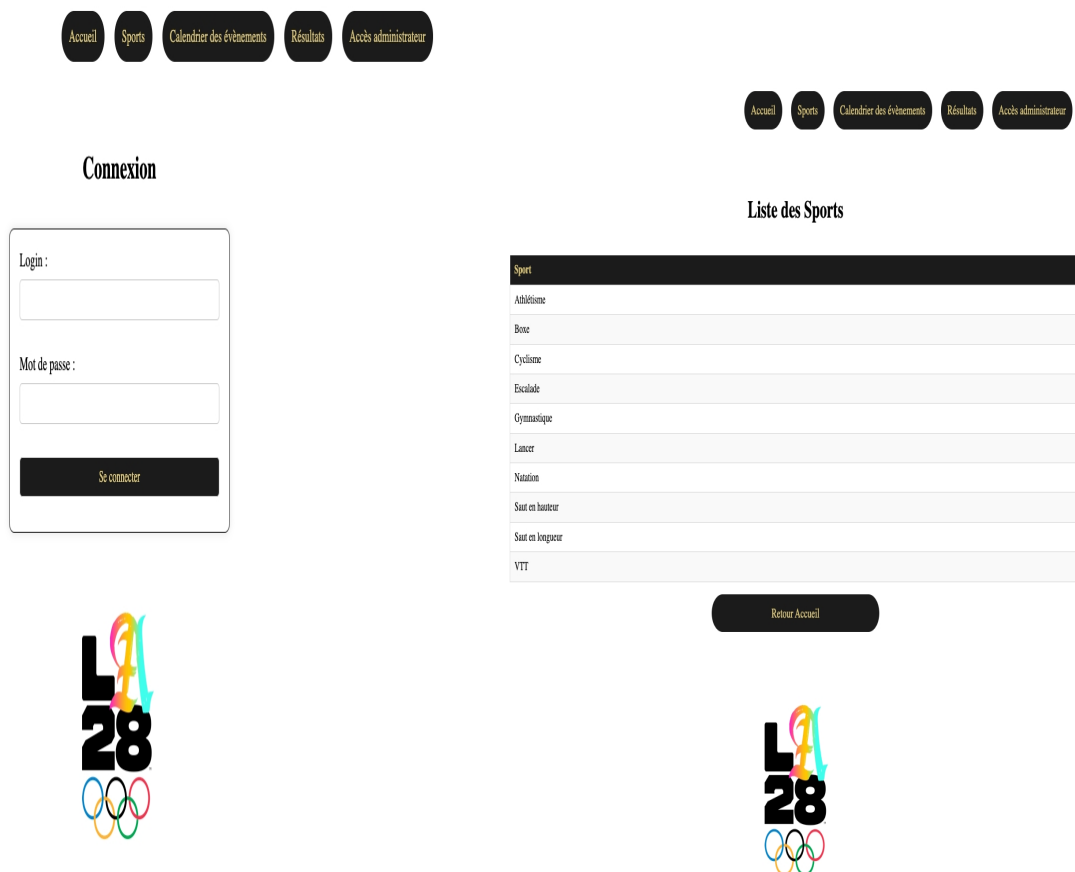 Accueil Sports Calendrier des évènements Résultats Accès administrateur
Connexion
Login :
Mot de passe :
Se connecter
LA
28
Accueil Sports Calendrier des évènements Résultats Accès administrateur
Liste des Sports
Sport
Athlétisme
Boxe
Cyclisme
Escalade
Gymnastique
Lancer
Natation
Saut en hauteur
Saut en longueur
VTT
Retour Accueil
LA
28